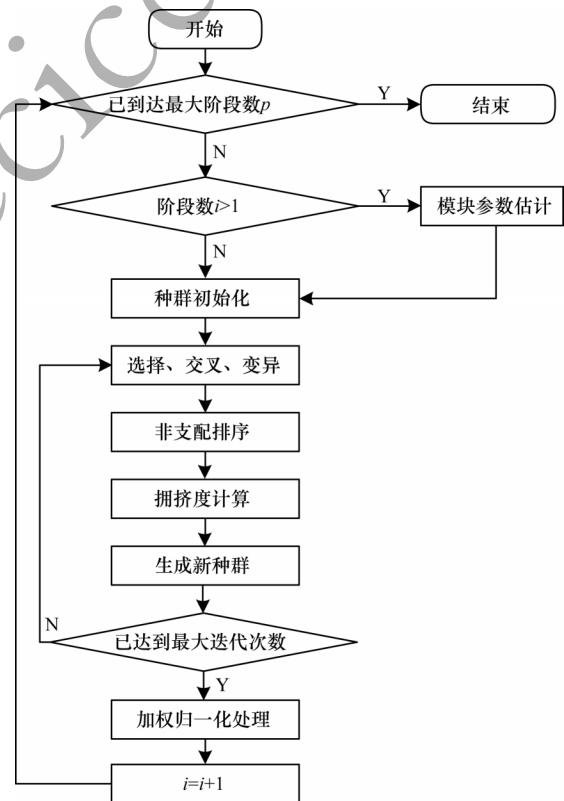 开始
已到达最大阶段数p
Y
结束
N
阶段数i>1
Y
模块参数估计
N
种群初始化
选择、交叉、变异
非支配排序
拥挤度计算
生成新种群
N
已达到最大迭代次数
Y
加权归一化处理
i=i+1